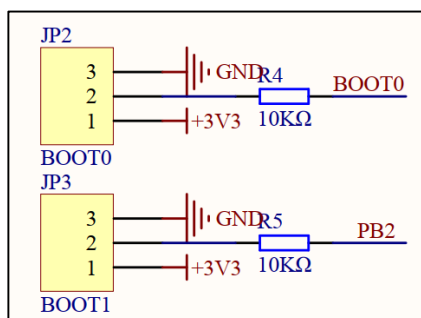 JP2
3 GND R4 BOOT0
2
1 +3V3 10KΩ
BOOT0
JP3
3 GND R5 PB2
2
1 +3V3 10KΩ
BOOT1